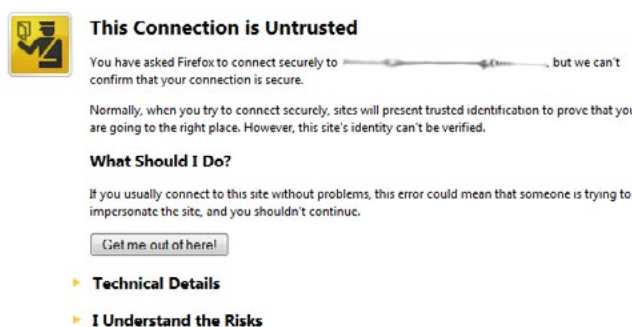 This Connection is Untrusted
You have asked Firefox to connect securely to , but we can't
confirm that your connection is secure.
Normally, when you try to connect securely, sites will present trusted identification to prove that you
are going to the right place. However, this site's identity can't be verified.
What Should I Do?
If you usually connect to this site without problems, this error could mean that someone is trying to
impersonate the site, and you shouldn't continue.
Get me out of here!
Technical Details
I Understand the Risks